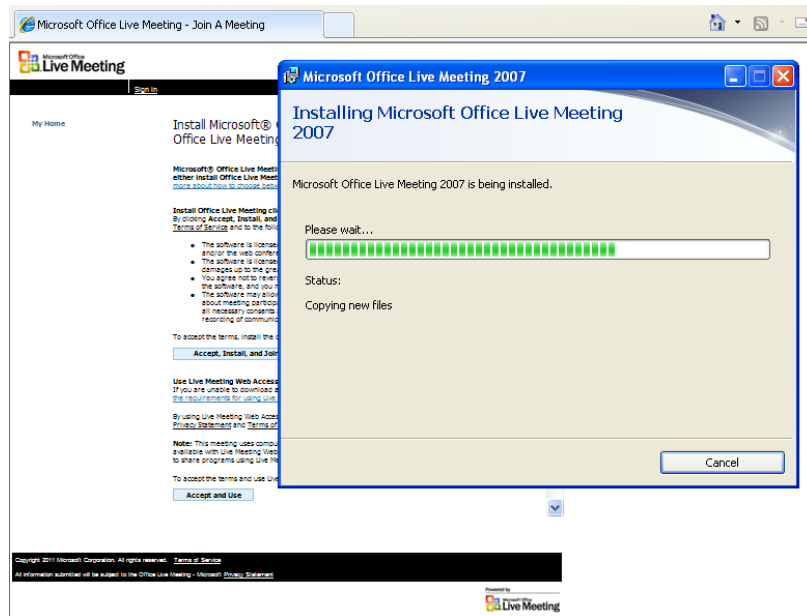 Microsoft Office Live Meeting - Join A Meeting
Microsoft Office
Live Meeting
Sign In
My Home
Install Microsoft®
Office Live Meeting
Microsoft® Office Live Meeti
either install Office Live Meet
more about how to choose betw
Install Office Live Meeting cli
By clicking Accept, Install, and
Terms of Service and to the follo
The software is license
and/or the web confere
The software is license
damages up to the gre
You agree not to rever
the software, and you m
The software may allow
about meeting particip
all necessary consents
recording of communic
To accept the terms, install the c
Accept, Install, and Join
Use Live Meeting Web Access
If you are unable to download a
the requirements for using Live
By using Live Meeting Web Acces
Privacy Statement and Terms of
Note: This meeting uses compu
available with Live Meeting Web
to share programs using Live Me
To accept the terms and use Live
Accept and Use
Microsoft Office Live Meeting 2007
Installing Microsoft Office Live Meeting
2007
Microsoft Office Live Meeting 2007 is being installed.
Please wait...
Status:
Copying new files
Cancel
Copyright 2011 Microsoft Corporation. All rights reserved. Terms of Service
All information submitted will be subject to the Office Live Meeting - Microsoft Privacy Statement
Powered by
Microsoft Office
Live Meeting